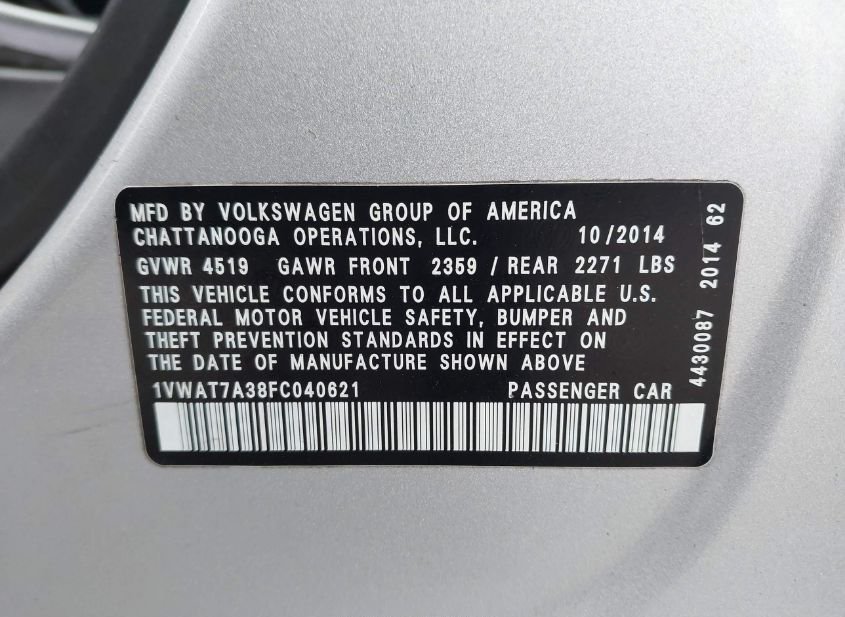 MFD BY VOLKSWAGEN GROUP OF AMERICA
CHATTANOOGA OPERATIONS, LLC. 10/2014
GVWR 4519 GAWR FRONT 2359 / REAR 2271 LBS
THIS VEHICLE CONFORMS TO ALL APPLICABLE U.S.
FEDERAL MOTOR VEHICLE SAFETY, BUMPER AND
THEFT PREVENTION STANDARDS IN EFFECT ON
THE DATE OF MANUFACTURE SHOWN ABOVE
1VWAT7A38FC040621 PASSENGER CAR
4430087 2014 62